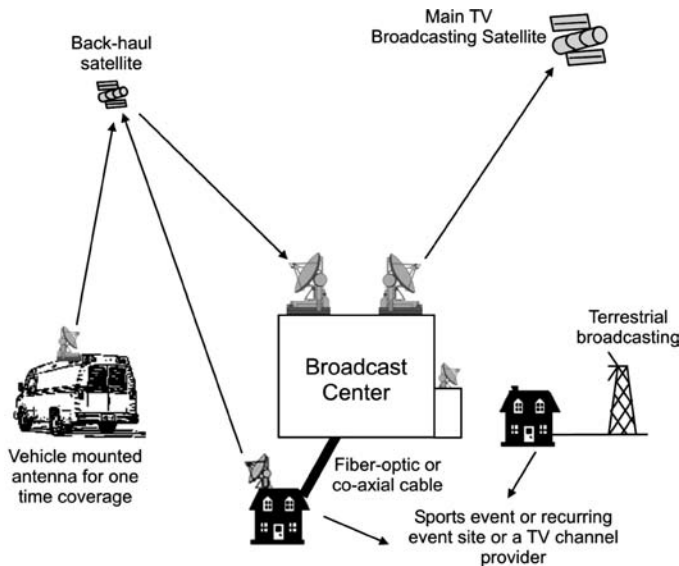 Back-haul
satellite
Main TV
Broadcasting Satellite
Terrestrial
broadcasting
Broadcast
Center
Vehicle mounted
antenna for one
time coverage
Fiber-optic or
co-axial cable
Sports event or recurring
event site or a TV channel
provider